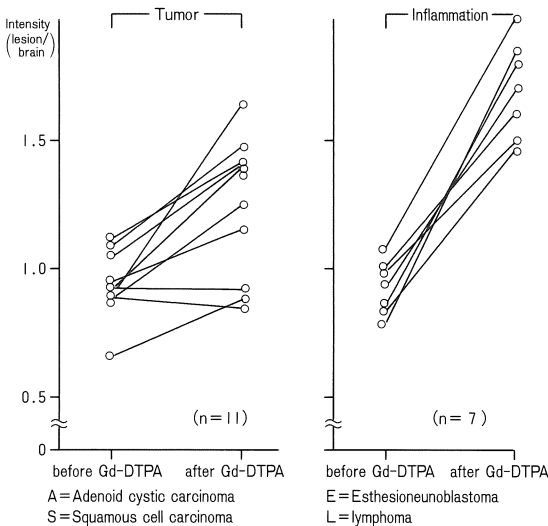 Tumor
Inflammation
Intensity
(lesion/
brain)
1.5
1.0
0.5
0
(n=11)
(n=7)
before Gd-DTPA
after Gd-DTPA
before Gd-DTPA
after Gd-DTPA
A=Adenoid cystic carcinoma
S=Squamous cell carcinoma
E=Esthesioneunoblastoma
L=lymphoma